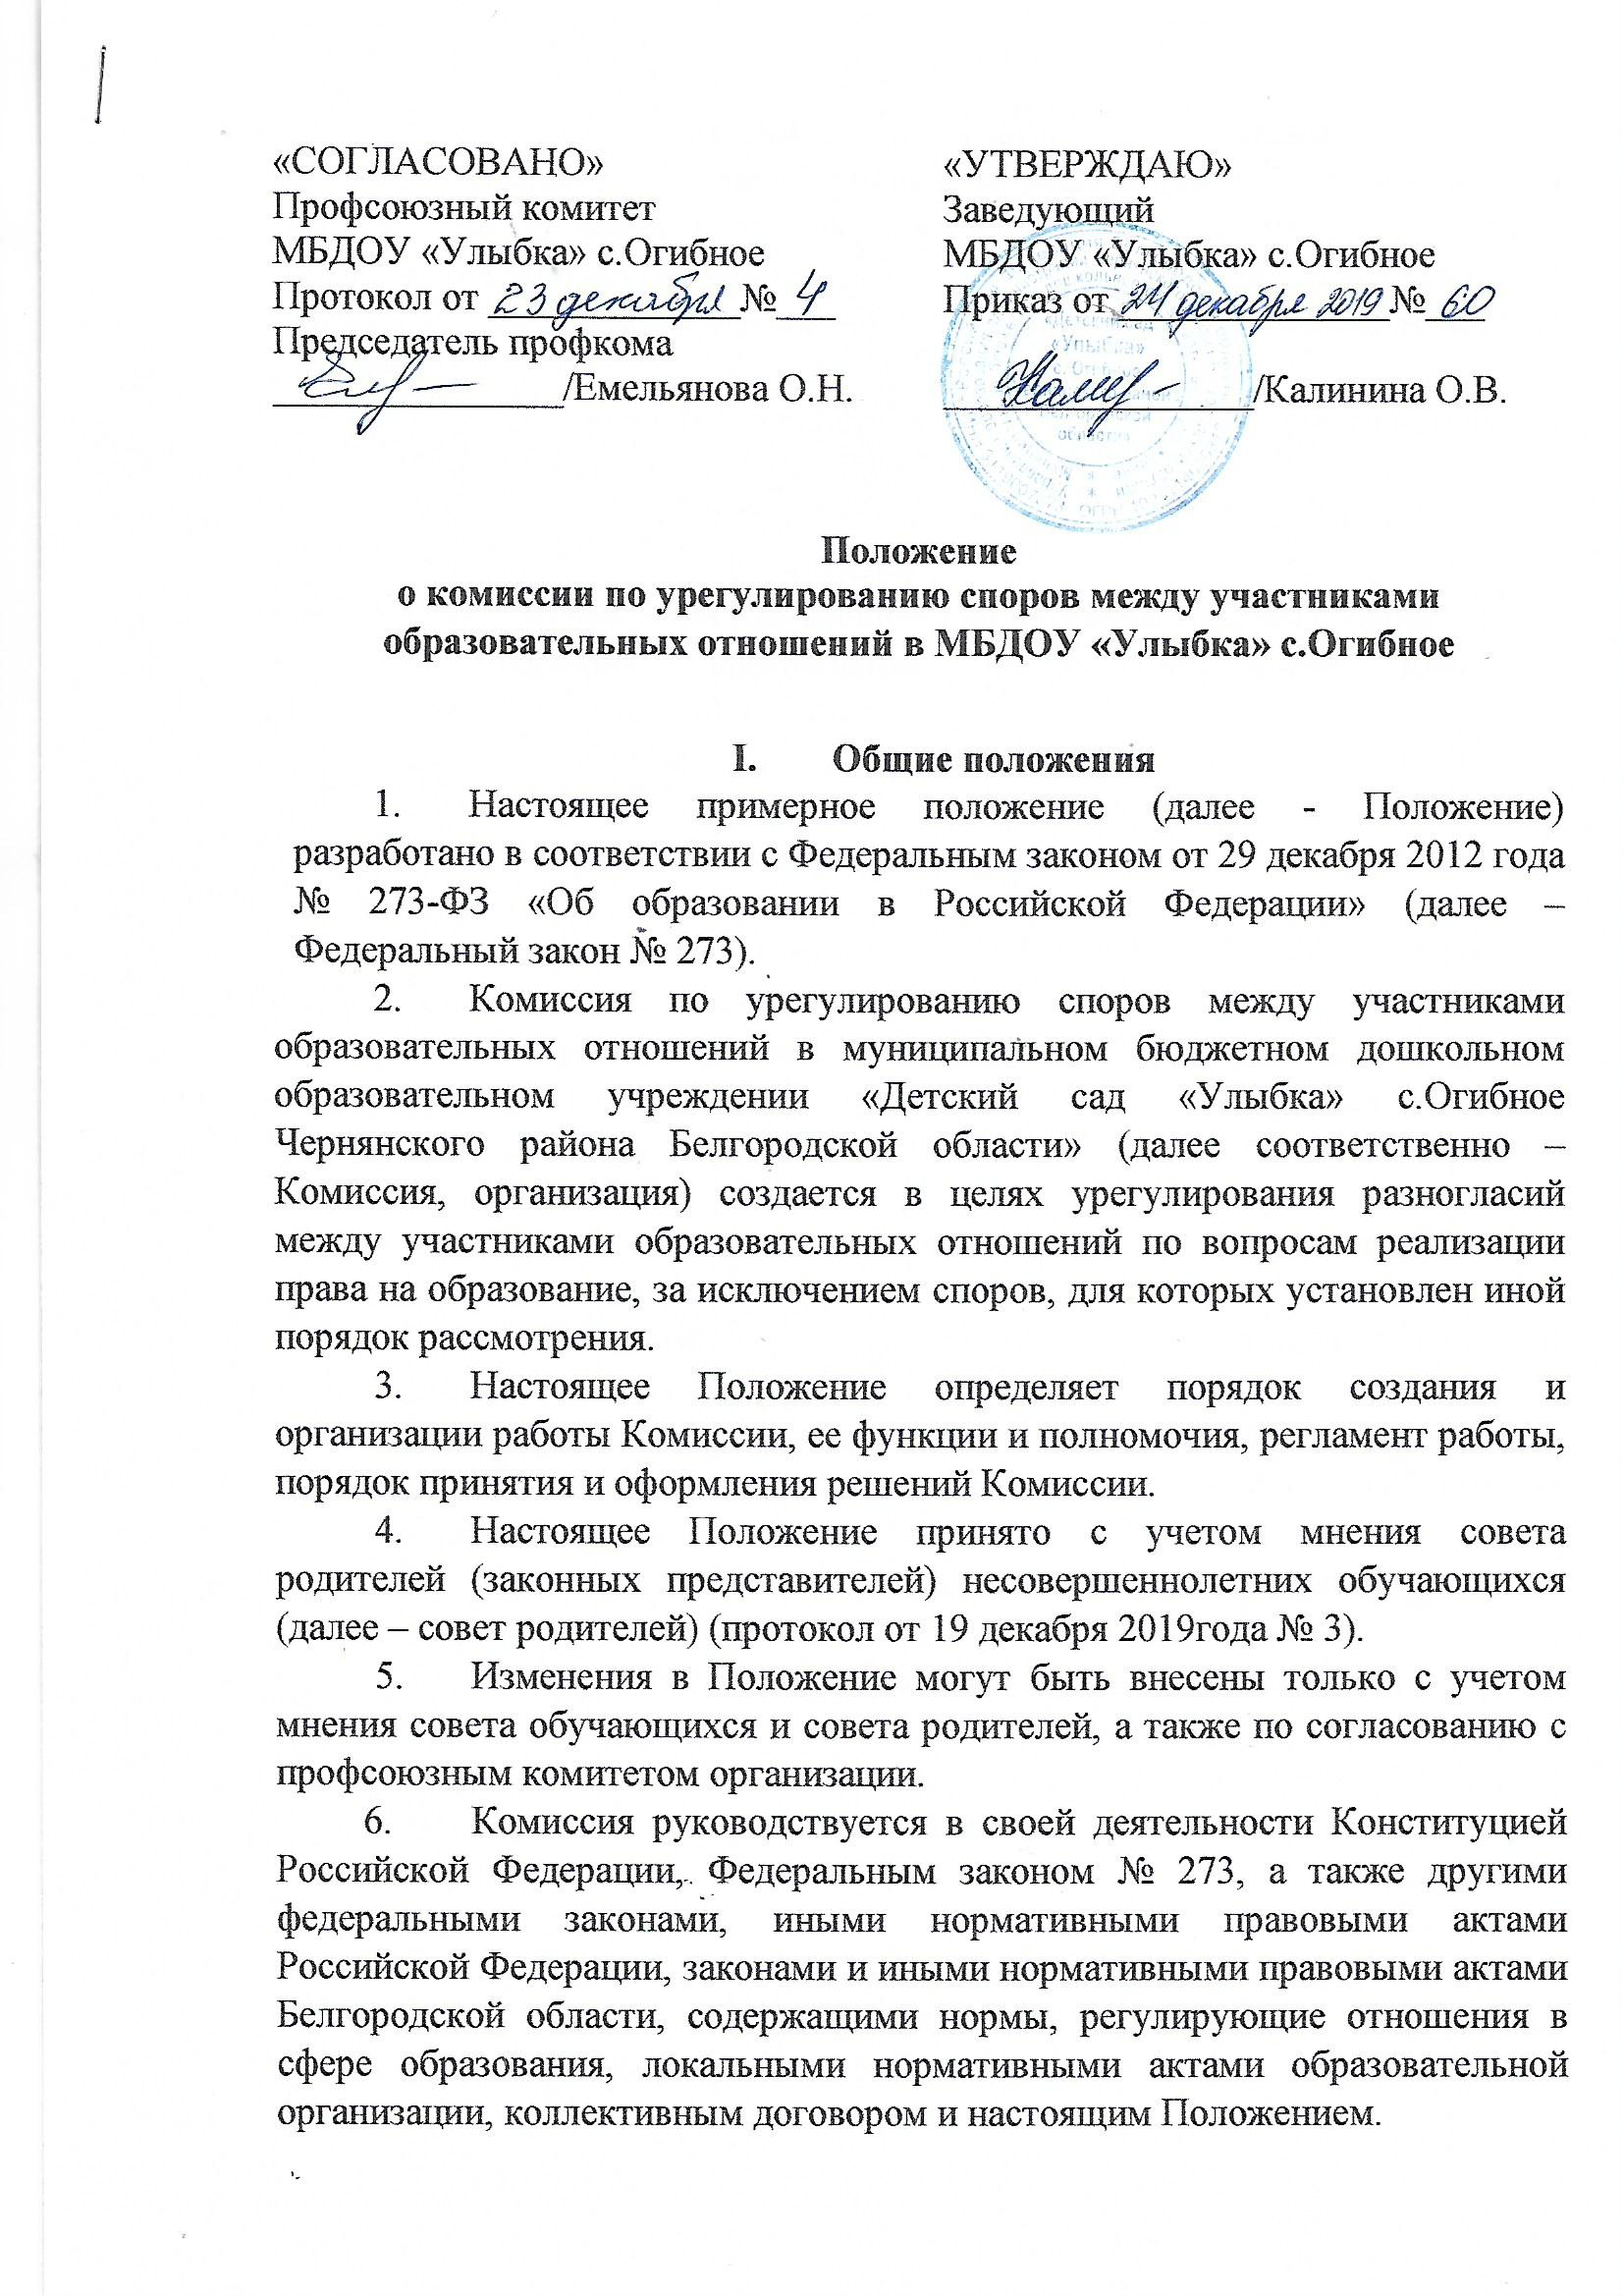 «СОГЛАСОВАНО»
Профсоюзный комитет
МБДОУ «Улыбка» с.Огибное
Протокол от 23 декабря № 4
Председатель профкома
/Емельянова О.Н.
«УТВЕРЖДАЮ»
Заведующий
МБДОУ «Улыбка» с.Огибное
Приказ от 24 декабря 2019 № 60
/Калинина О.В.
«Улыбка»
Положение
о комиссии по урегулированию споров между участниками
образовательных отношений в МБДОУ «Улыбка» с.Огибное
I. Общие положения
1. Настоящее примерное положение (далее - Положение)
разработано в соответствии с Федеральным законом от 29 декабря 2012 года
№ 273-ФЗ «Об образовании в Российской Федерации» (далее –
Федеральный закон № 273).
2. Комиссия по урегулированию споров между участниками
образовательных отношений в муниципальном бюджетном дошкольном
образовательном учреждении «Детский сад «Улыбка» с.Огибное
Чернянского района Белгородской области» (далее соответственно –
Комиссия, организация) создается в целях урегулирования разногласий
между участниками образовательных отношений по вопросам реализации
права на образование, за исключением споров, для которых установлен иной
порядок рассмотрения.
3. Настоящее Положение определяет порядок создания и
организации работы Комиссии, ее функции и полномочия, регламент работы,
порядок принятия и оформления решений Комиссии.
4. Настоящее Положение принято с учетом мнения совета
родителей (законных представителей) несовершеннолетних обучающихся
(далее – совет родителей) (протокол от 19 декабря 2019года № 3).
5. Изменения в Положение могут быть внесены только с учетом
мнения совета обучающихся и совета родителей, а также по согласованию с
профсоюзным комитетом организации.
6. Комиссия руководствуется в своей деятельности Конституцией
Российской Федерации, Федеральным законом № 273, а также другими
федеральными законами, иными нормативными правовыми актами
Российской Федерации, законами и иными нормативными правовыми актами
Белгородской области, содержащими нормы, регулирующие отношения в
сфере образования, локальными нормативными актами образовательной
организации, коллективным договором и настоящим Положением.